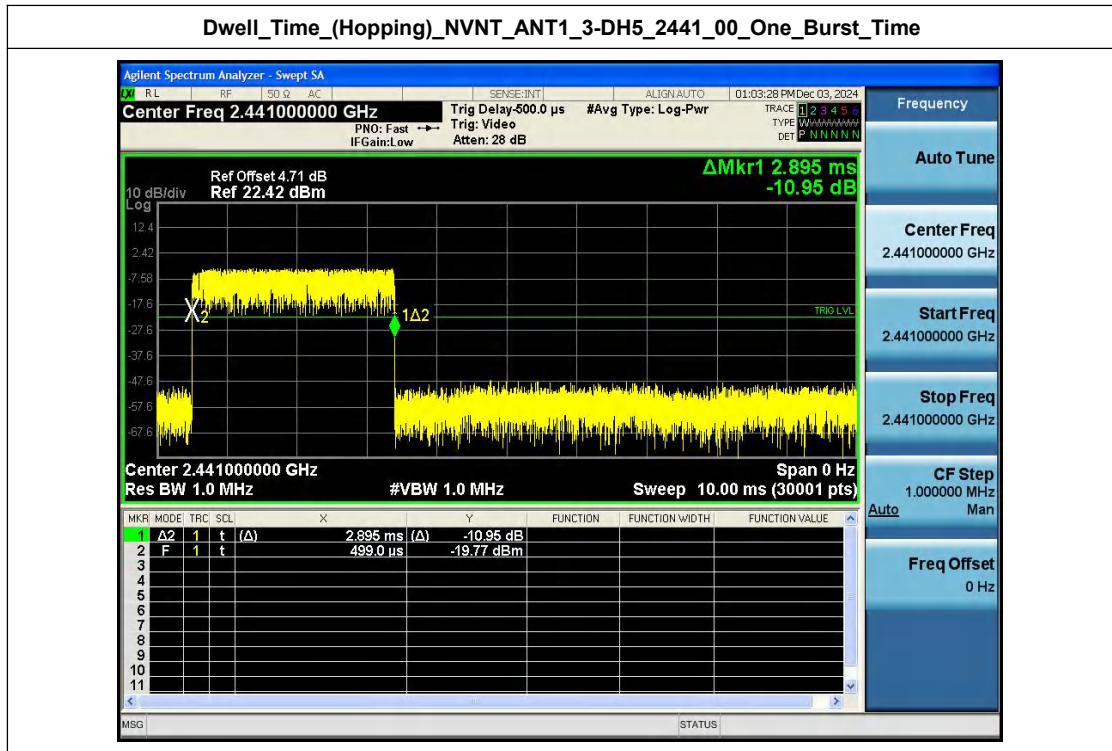 Dwell_Time_(Hopping)_NVNT_ANT1_3-DH5_2441_00_One_Burst_Time
Agilent Spectrum Analyzer - Swept SA
LXI RL RF 50 Ω AC SENSE:INT ALIGN AUTO 01:03:28 PM Dec 03, 2024
Center Freq 2.441000000 GHz Trig Delay-500.0 µs #Avg Type: Log-Pwr TRACE 1 2 3 4 5 6
PNO: Fast Trig: Video TYPE WWWWWW
IFGain:Low Atten: 28 dB DET P N N N N N
Frequency
ΔMkr1 2.895 ms
-10.95 dB
Ref Offset 4.71 dB
10 dB/div Ref 22.42 dBm
Log
12.4
2.42
-7.58
-17.6
-27.6
-37.6
-47.6
-57.6
-67.6
2
1Δ2
TRIG LVL
Center 2.441000000 GHz Span 0 Hz
Res BW 1.0 MHz #VBW 1.0 MHz Sweep 10.00 ms (30001 pts)
MKR MODE TRC SCL X Y FUNCTION FUNCTION WIDTH FUNCTION VALUE
1 Δ2 1 t (Δ) 2.895 ms (Δ) -10.95 dB
2 F 1 t 499.0 µs -19.77 dBm
3
4
5
6
7
8
9
10
11
MSG STATUS
Auto Tune
Center Freq
2.441000000 GHz
Start Freq
2.441000000 GHz
Stop Freq
2.441000000 GHz
CF Step
1.000000 MHz
Auto Man
Freq Offset
0 Hz